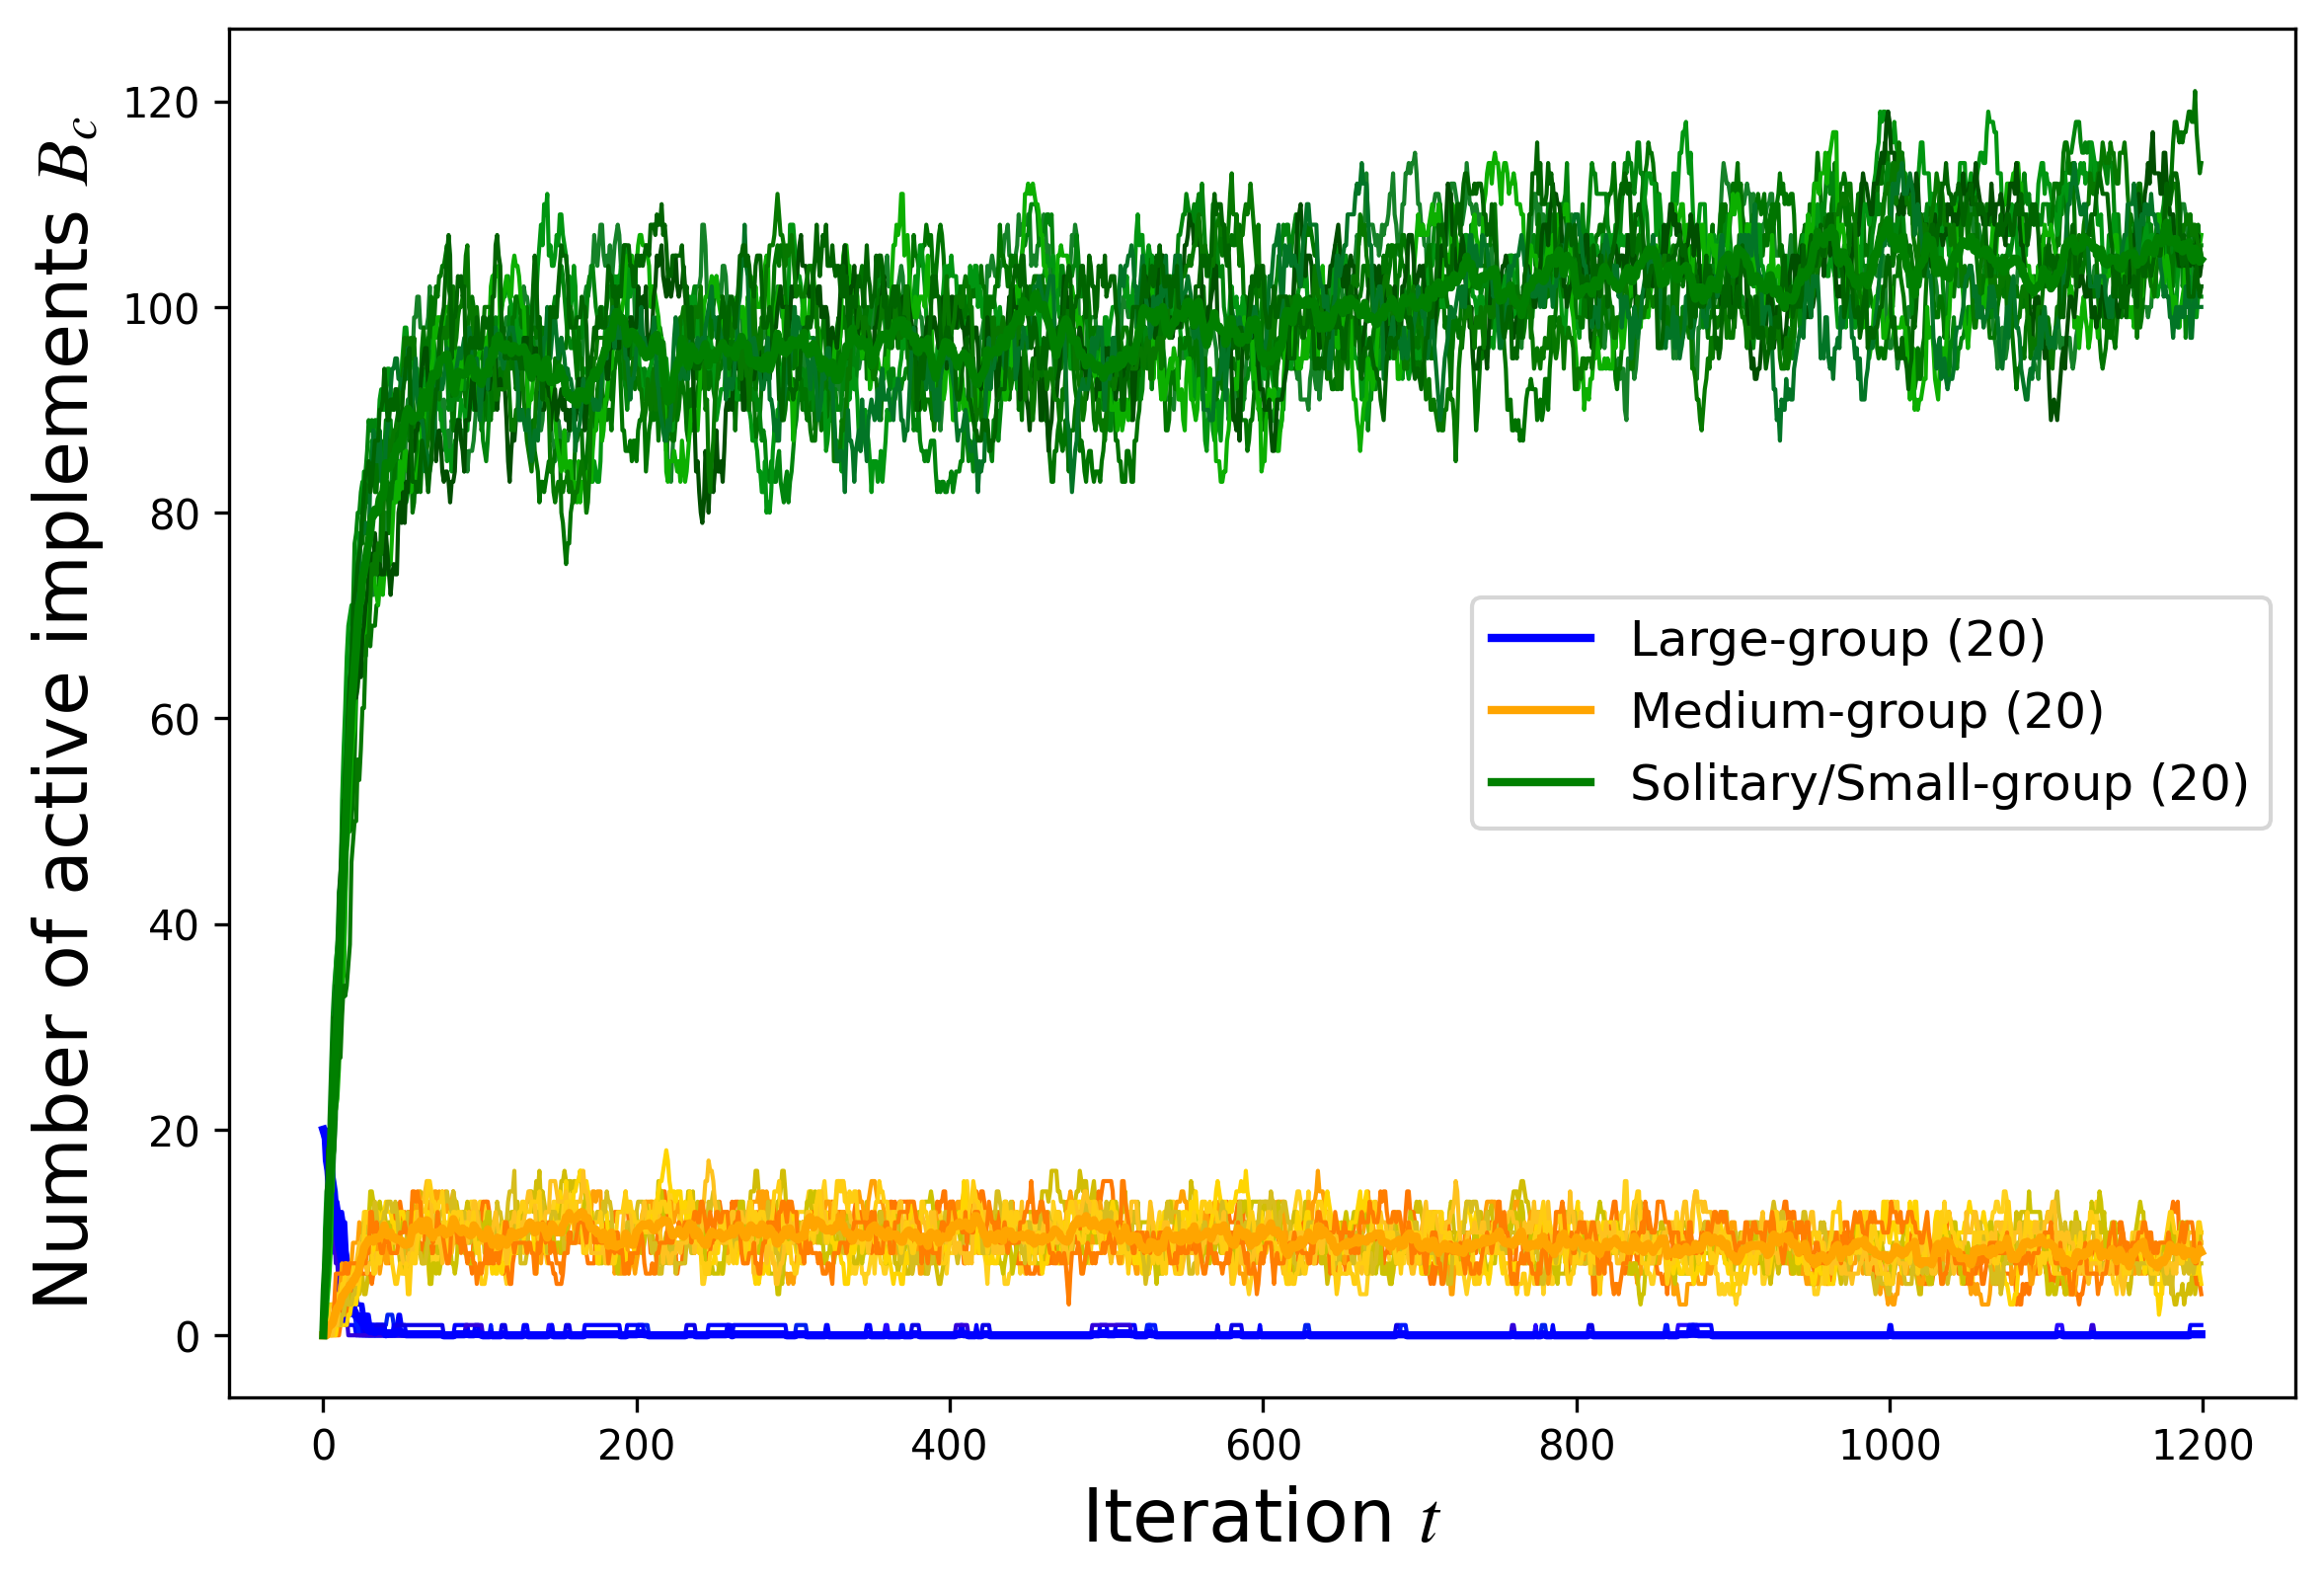 Number of active implements B_c
120
100
80
60
40
20
0
Large-group (20)
Medium-group (20)
Solitary/Small-group (20)
0 200 400 600 800 1000 1200
Iteration t